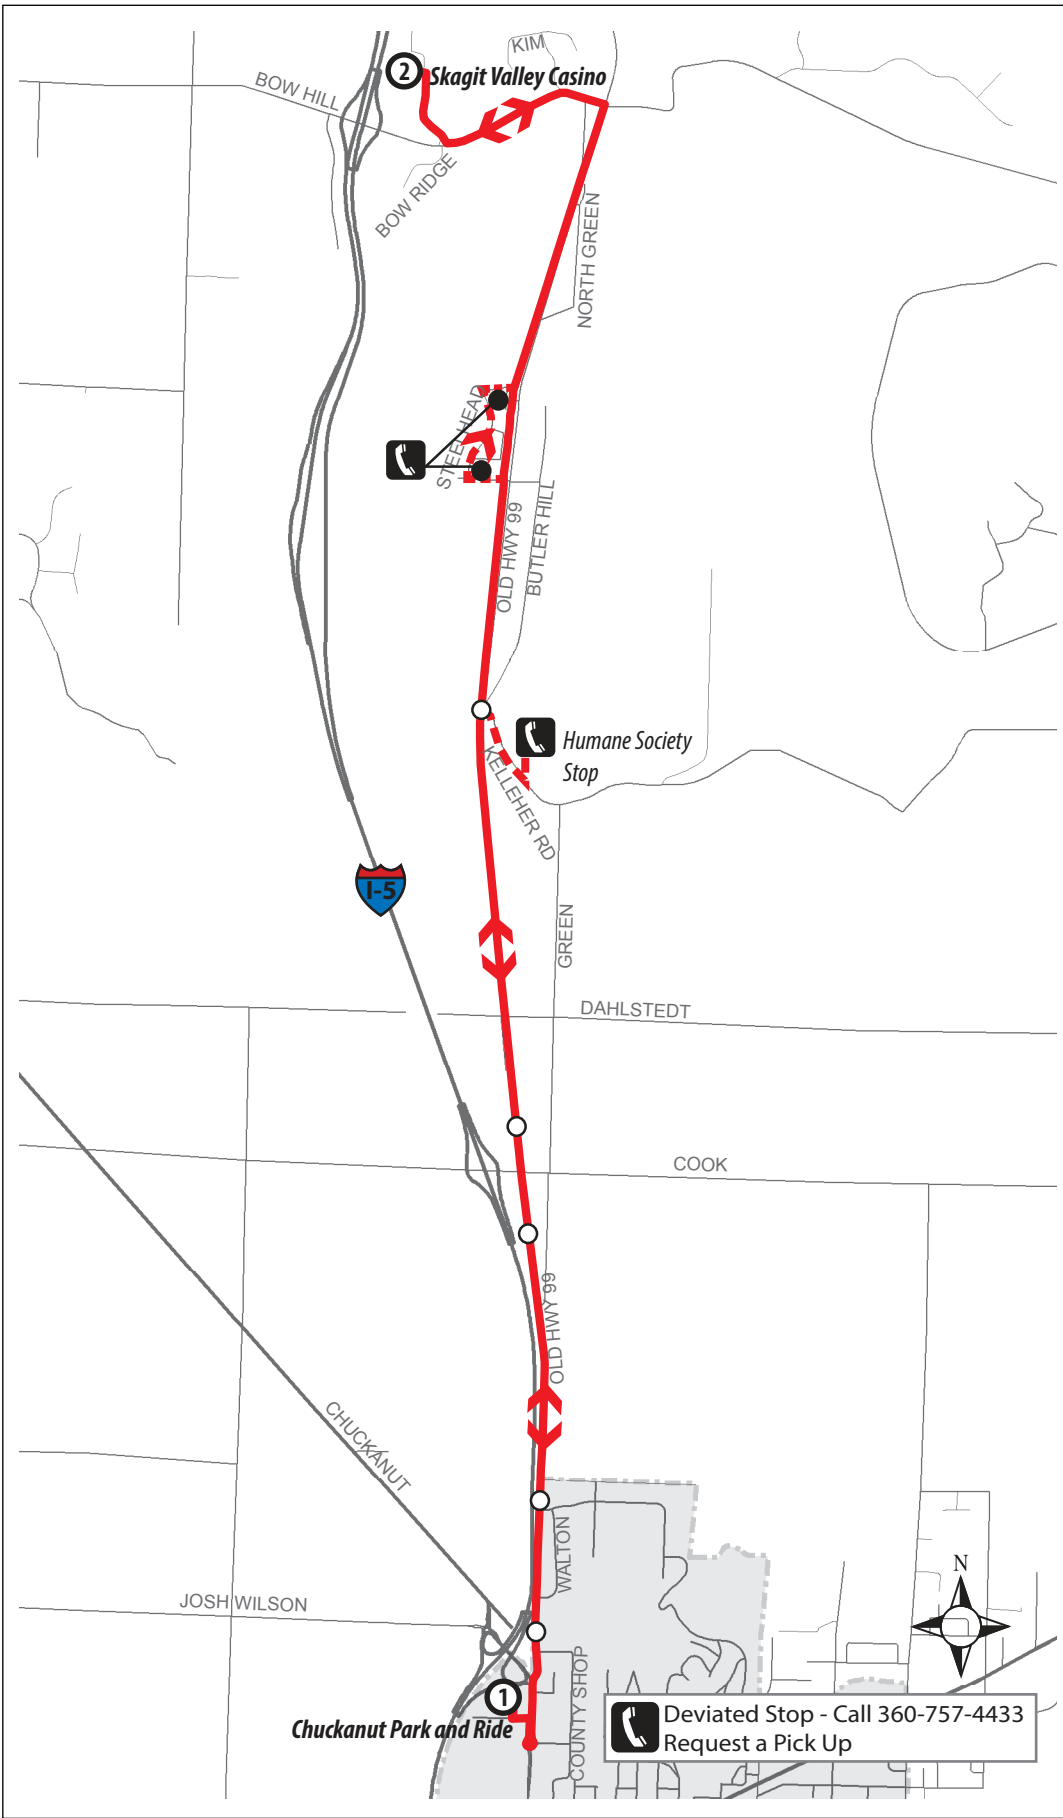 KIM
2
Skagit Valley Casino
BOW HILL
BOW RIDGE
NORTH GREEN
STEELHEAD
OLD HWY 99
BUTLER HILL
Humane Society
Stop
KELLEHER RD
I-5
GREEN
DAHLSTEDT
COOK
OLD HWY 99
CHUCKANUT
WALTON
N
JOSH WILSON
COUNTY SHOP
1
Chuckanut Park and Ride
Deviated Stop - Call 360-757-4433
Request a Pick Up